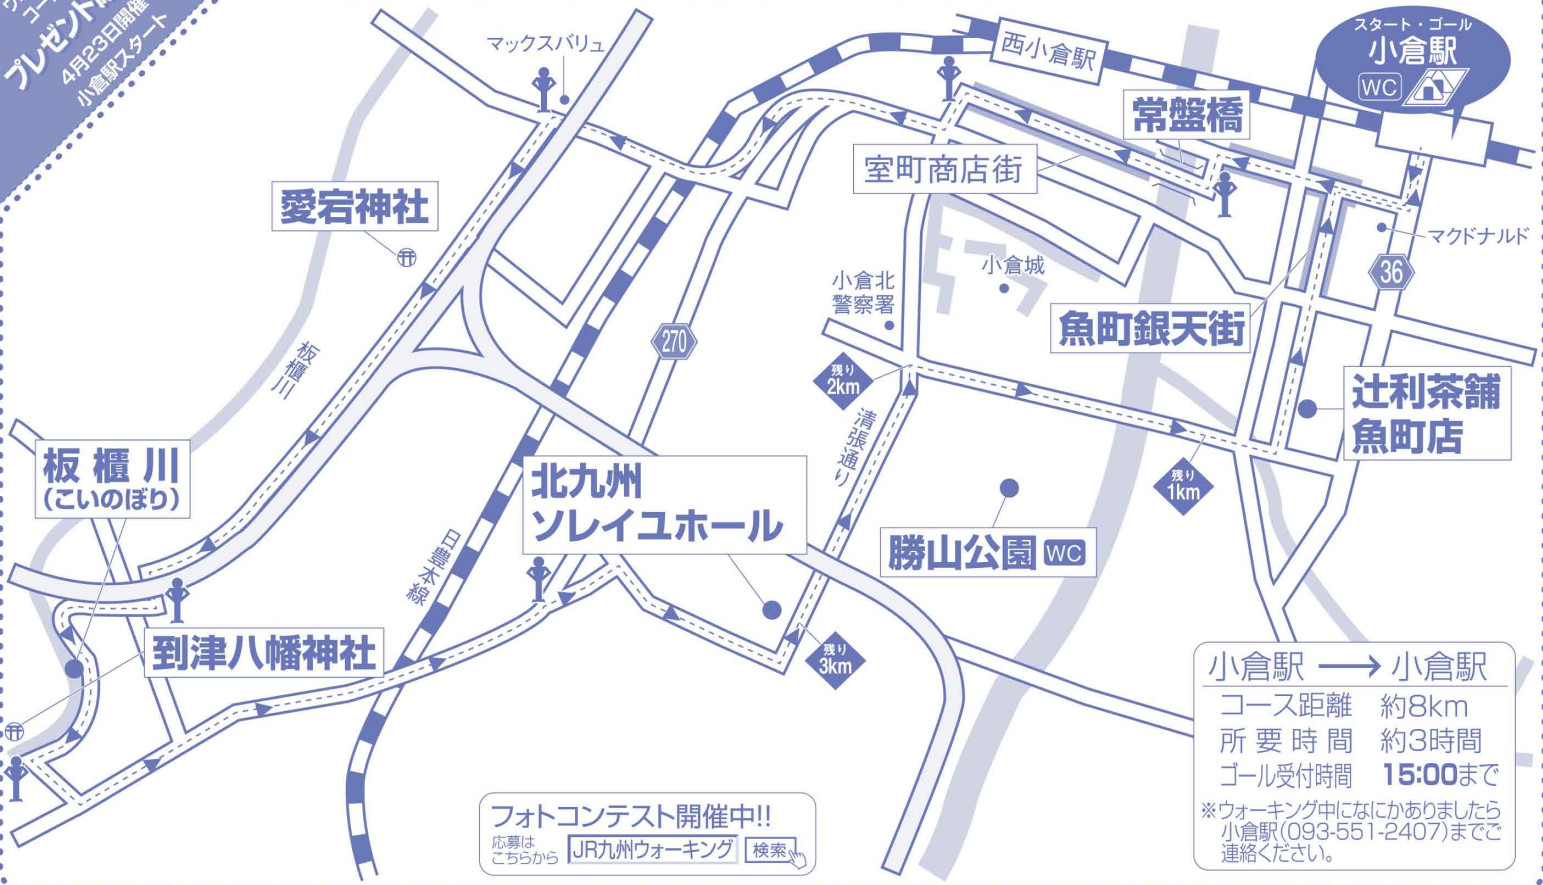 プレゼント
4月23日開催
小倉駅スタート
マックスバリュ
西小倉駅
スタート・ゴール
小倉駅
WC
常盤橋
室町商店街
愛宕神社
マクドナルド
36
小倉城
小倉北
警察署
魚町銀天街
270
板櫃川
残り
2km
清張通り
辻利茶舗
魚町店
板櫃川
(こいのぼり)
北九州
ソレイユホール
残り
1km
日豊本線
勝山公園 WC
到津八幡神社
残り
3km
小倉駅 → 小倉駅
コース距離 約8km
所要時間 約3時間
ゴール受付時間 15:00まで
※ウォーキング中になにかありましたら
小倉駅(093-551-2407)までご
連絡ください。
フォトコンテスト開催中!!
応募は
こちらから
JR九州ウォーキング 検索